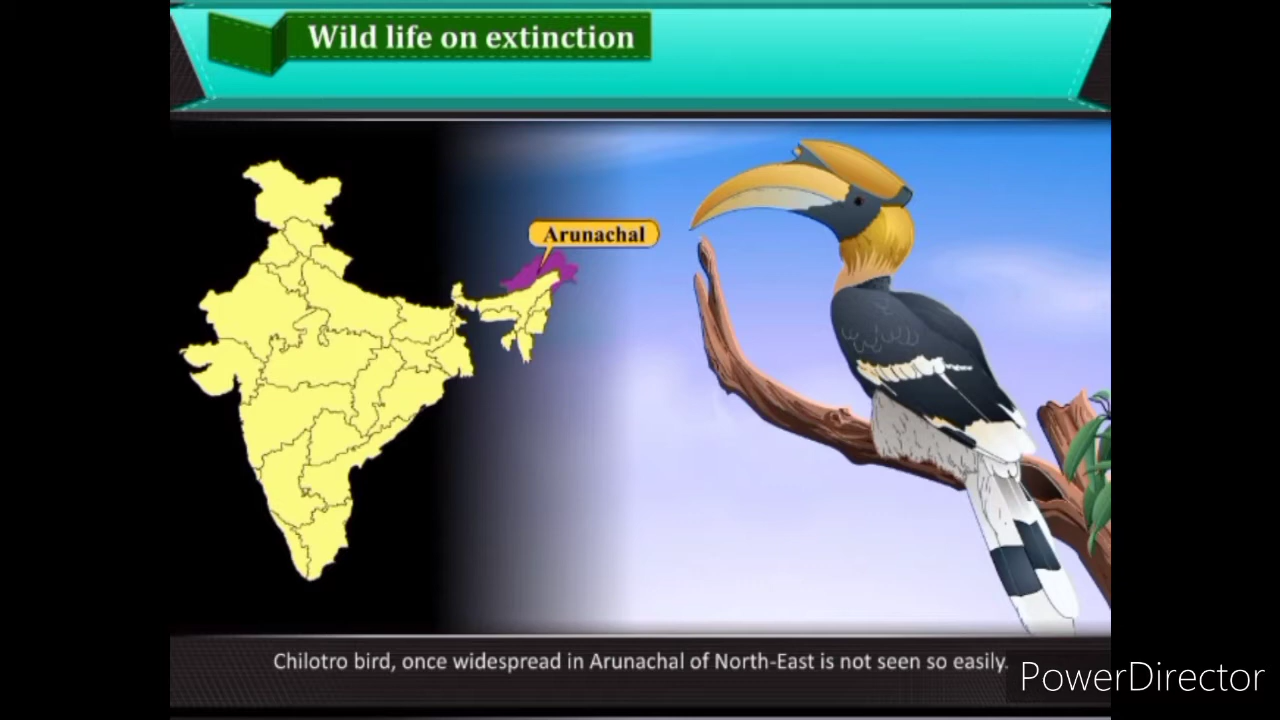 Wild life on extinction
Arunachal
Chilotro bird, once widespread in Arunachal of North-East is not seen so easily.
PowerDirector